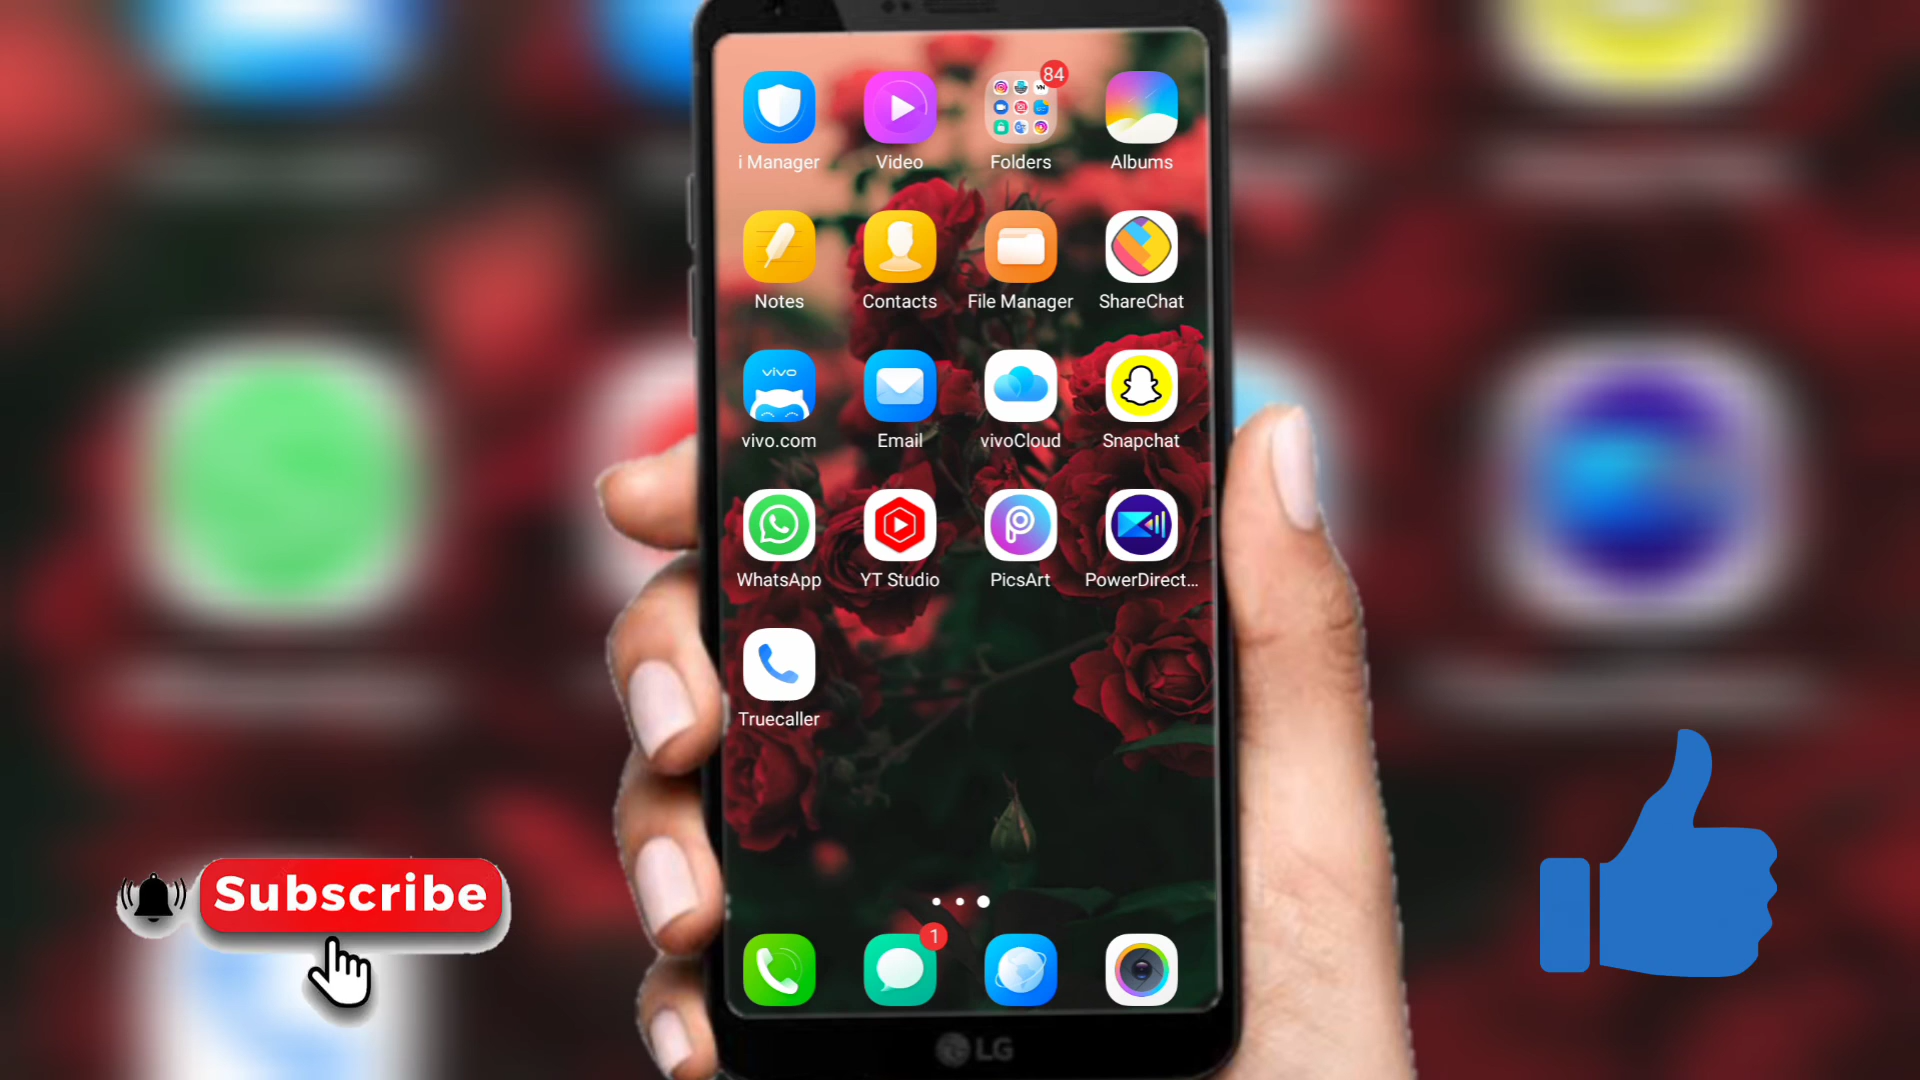 84
i Manager
Video
Folders
Albums
Notes
Contacts
File Manager
ShareChat
vivo
vivo.com
Email
vivoCloud
Snapchat
WhatsApp
YT Studio
PicsArt
PowerDirect...
Truecaller
Subscribe
1
LG